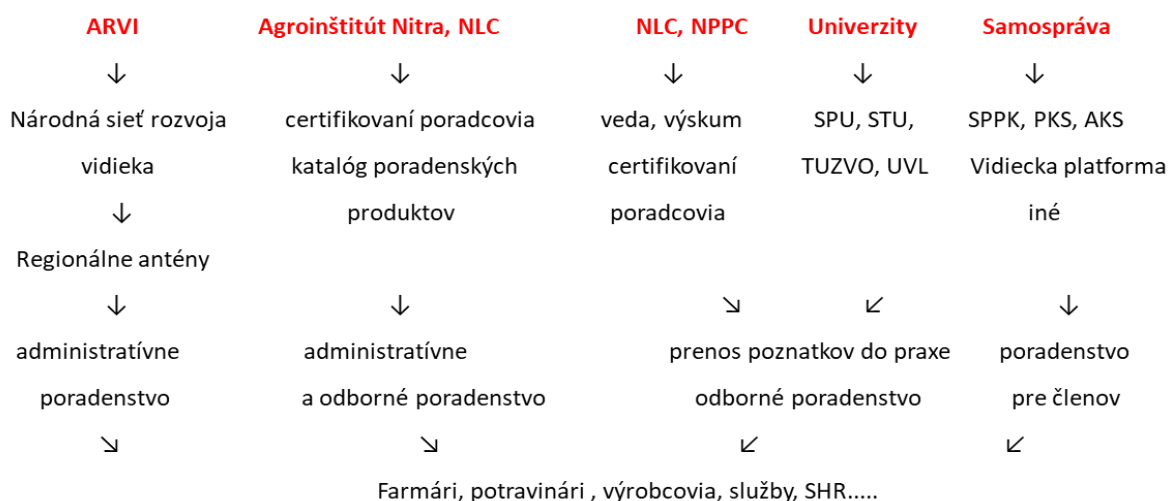 ARVI Agroinštitút Nitra, NLC NLC, NPPC Univerzity Samospráva
↓ ↓ ↓ ↓ ↓
Národná sieť rozvoja certifikovaní poradcovia veda, výskum SPU, STU, SPPK, PKS, AKS
vidieka katalóg poradenských certifikovaní TUZVO, UVL Vidiecka platforma
↓ produktov poradcovia iné
Regionálne antény
↓ ↓ ↘ ↙ ↓
administratívne administratívne prenos poznatkov do praxe poradenstvo
poradenstvo a odborné poradenstvo odborné poradenstvo pre členov
↘ ↘ ↙ ↙
Farmári, potravinári , výrobcovia, služby, SHR.....